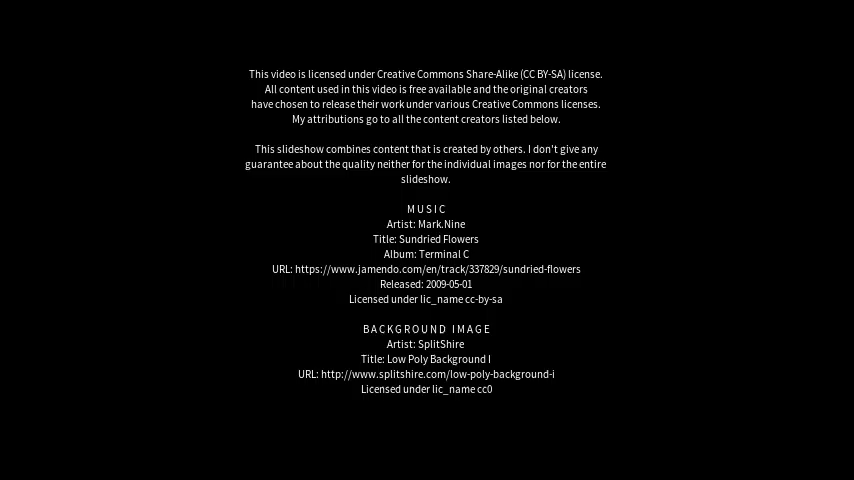 This video is licensed under Creative Commons Share-Alike (CC BY-SA) license.
All content used in this video is free available and the original creators
have chosen to release their work under various Creative Commons licenses.
My attributions go to all the content creators listed below.
This slideshow combines content that is created by others. I don't give any
guarantee about the quality neither for the individual images nor for the entire
slideshow.
MUSIC
Artist: Mark.Nine
Title: Sundried Flowers
Album: Terminal C
URL: https://www.jamendo.com/en/track/337829/sundried-flowers
Released: 2009-05-01
Licensed under lic_name cc-by-sa
BACKGROUND IMAGE
Artist: SplitShire
Title: Low Poly Background I
URL: http://www.splitshire.com/low-poly-background-i
Licensed under lic_name cc0